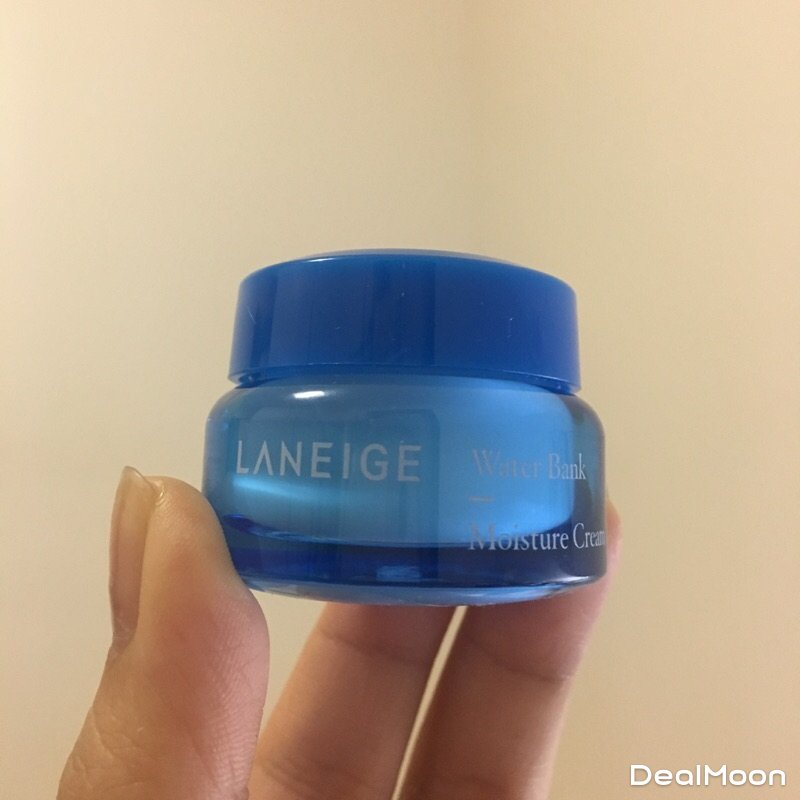 LANEIGE
Water Bank
Moisture Cream
DealMoon